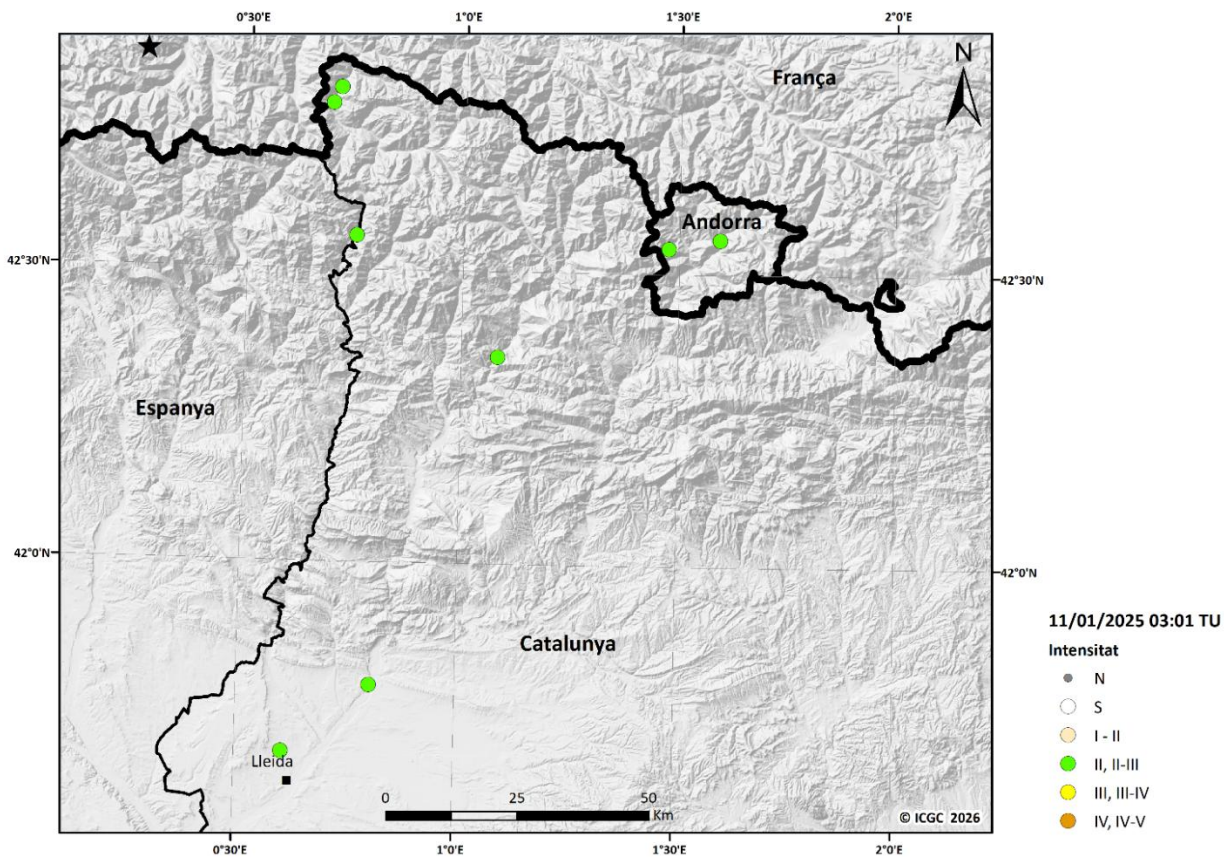 0°30'E 1°0'E 1°30'E 2°0'E
N
França
Andorra
42°30'N
42°30'N
Espanya
42°0'N
42°0'N
Catalunya
11/01/2025 03:01 TU
Intensitat
N
S
I - II
II, II-III
III, III-IV
IV, IV-V
Lleida
0 25 50
Km
© ICGC 2026
0°30'E 1°0'E 1°30'E 2°0'E